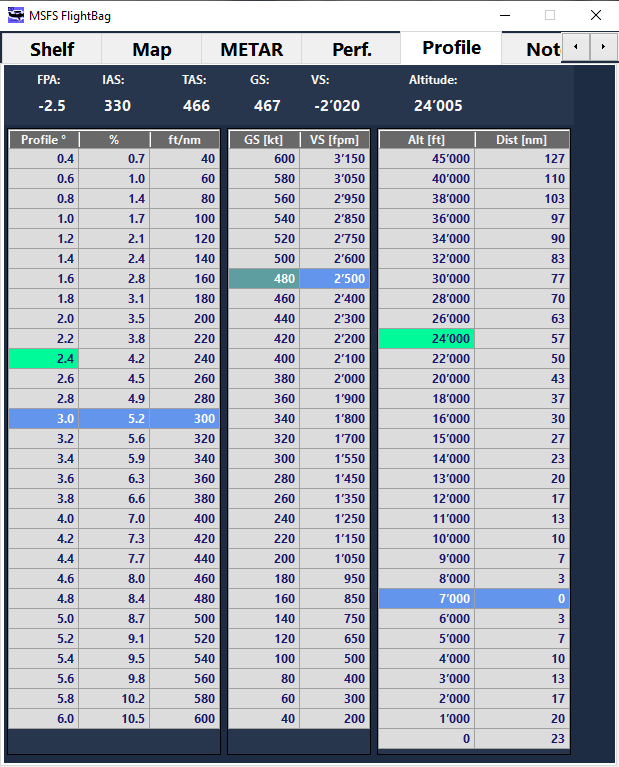 MSFS FlightBag
Shelf Map METAR Perf. Profile Not
FPA: IAS: TAS: GS: VS: Altitude:
-2.5 330 466 467 -2’020 24’005
Profile ° % ft/nm GS [kt] VS [fpm] Alt [ft] Dist [nm]
0.4 0.7 40 600 3’150 45’000 127
0.6 1.0 60 580 3’050 40’000 110
0.8 1.4 80 560 2’950 38’000 103
1.0 1.7 100 540 2’850 36’000 97
1.2 2.1 120 520 2’750 34’000 90
1.4 2.4 140 500 2’600 32’000 83
1.6 2.8 160 480 2’500 30’000 77
1.8 3.1 180 460 2’400 28’000 70
2.0 3.5 200 440 2’300 26’000 63
2.2 3.8 220 420 2’200 24’000 57
2.4 4.2 240 400 2’100 22’000 50
2.6 4.5 260 380 2’000 20’000 43
2.8 4.9 280 360 1’900 18’000 37
3.0 5.2 300 340 1’800 16’000 30
3.2 5.6 320 320 1’700 15’000 27
3.4 5.9 340 300 1’550 14’000 23
3.6 6.3 360 280 1’450 13’000 20
3.8 6.6 380 260 1’350 12’000 17
4.0 7.0 400 240 1’250 11’000 13
4.2 7.3 420 220 1’150 10’000 10
4.4 7.7 440 200 1’050 9’000 7
4.6 8.0 460 180 950 8’000 3
4.8 8.4 480 160 850 7’000 0
5.0 8.7 500 140 750 6’000 3
5.2 9.1 520 120 650 5’000 7
5.4 9.5 540 100 500 4’000 10
5.6 9.8 560 80 400 3’000 13
5.8 10.2 580 60 300 2’000 17
6.0 10.5 600 40 200 1’000 20
0 23